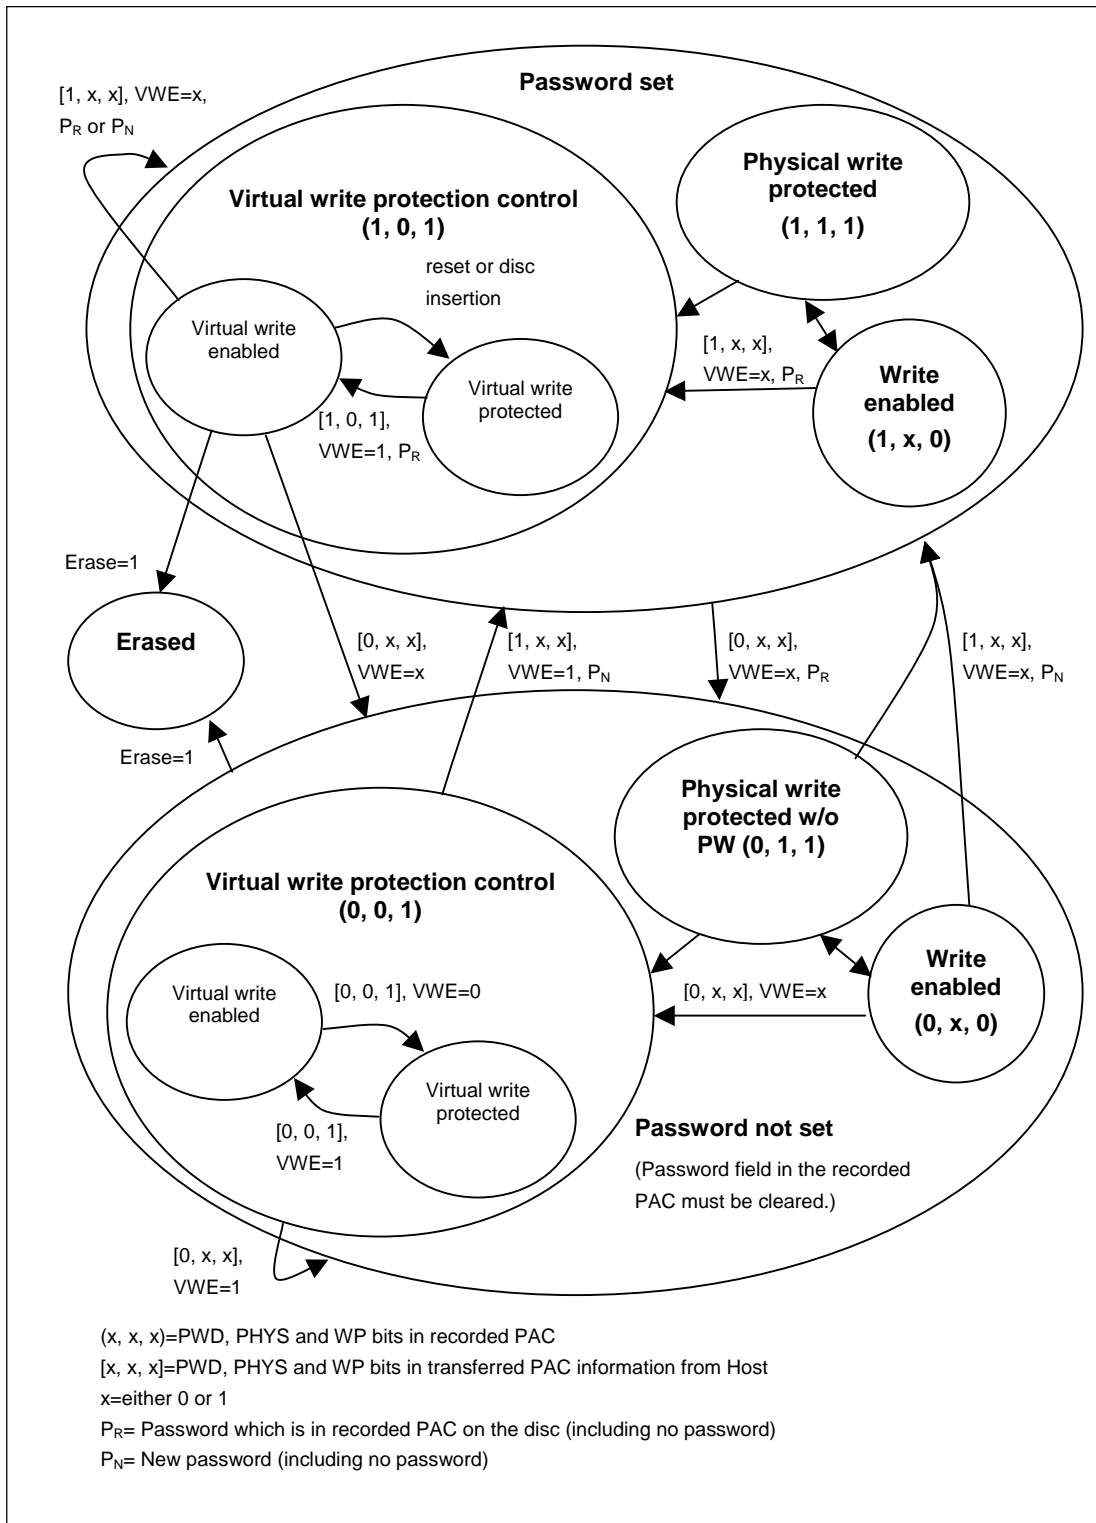 Password set
[1, x, x], VWE=x,
PR or PN
Physical write
protected
(1, 1, 1)
Virtual write protection control
(1, 0, 1)
reset or disc
insertion
Virtual write
enabled
Virtual write
protected
[1, 0, 1],
VWE=1, PR
[1, x, x],
VWE=x, PR
Write
enabled
(1, x, 0)
Erase=1
Erased
[0, x, x],
VWE=x
[1, x, x],
VWE=1, PN
[0, x, x],
VWE=x, PR
[1, x, x],
VWE=x, PN
Erase=1
Physical write
protected w/o
PW (0, 1, 1)
Virtual write protection control
(0, 0, 1)
Virtual write
enabled
[0, 0, 1], VWE=0
Virtual write
protected
[0, 0, 1],
VWE=1
[0, x, x], VWE=x
Write
enabled
(0, x, 0)
Password not set
(Password field in the recorded
PAC must be cleared.)
[0, x, x],
VWE=1
(x, x, x)=PWD, PHYS and WP bits in recorded PAC
[x, x, x]=PWD, PHYS and WP bits in transferred PAC information from Host
x=either 0 or 1
PR= Password which is in recorded PAC on the disc (including no password)
PN= New password (including no password)